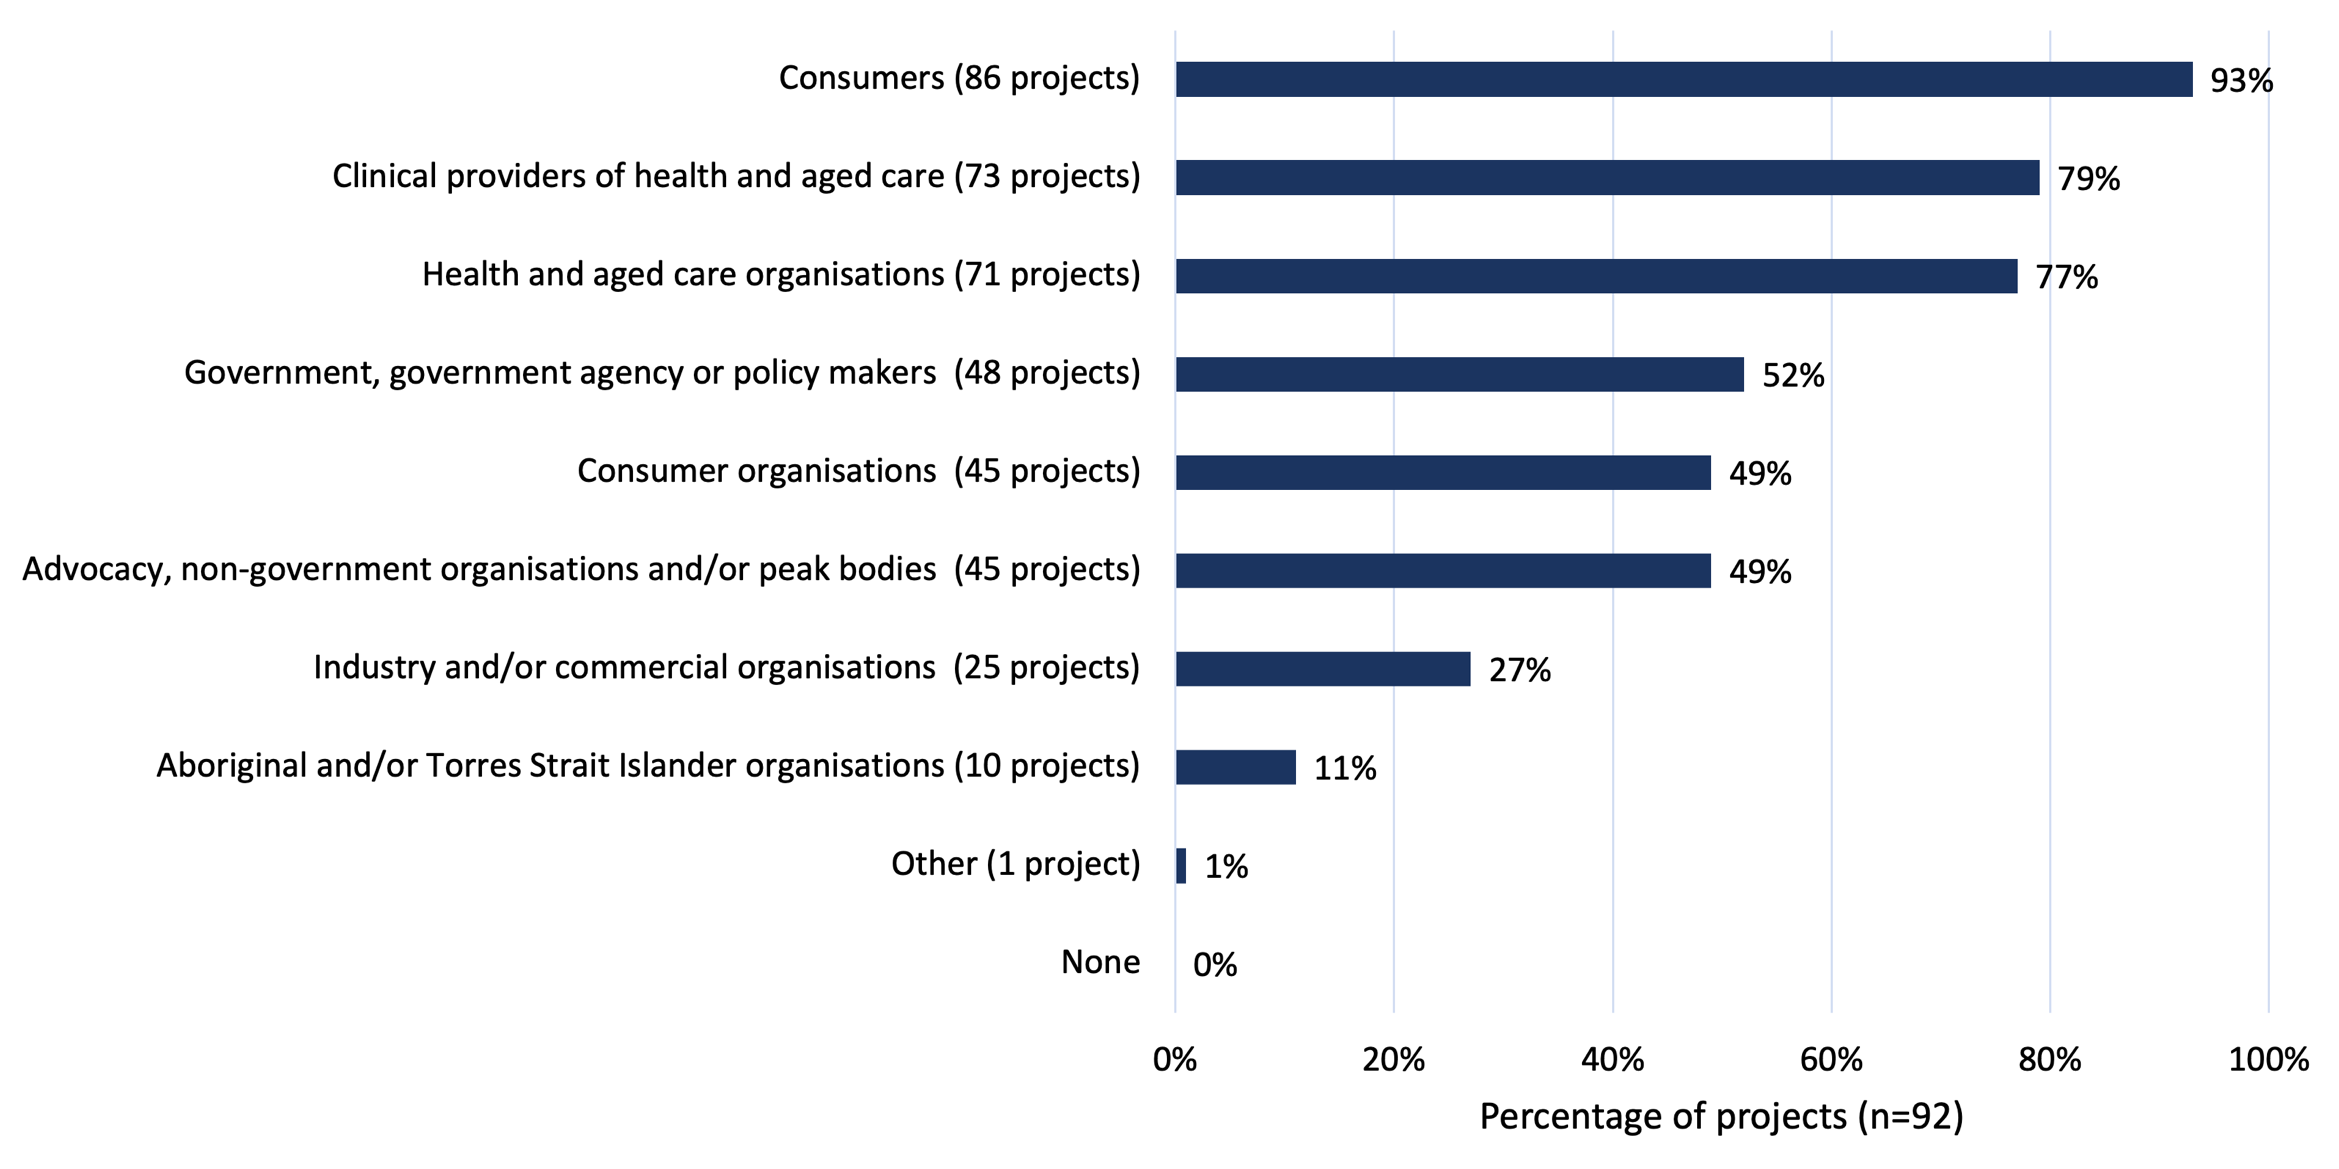 Consumers (86 projects) 93%
Clinical providers of health and aged care (73 projects) 79%
Health and aged care organisations (71 projects) 77%
Government, government agency or policy makers  (48 projects) 52%
Consumer organisations  (45 projects) 49%
Advocacy, non-government organisations and/or peak bodies  (45 projects) 49%
Industry and/or commercial organisations  (25 projects) 27%
Aboriginal and/or Torres Strait Islander organisations (10 projects) 11%
Other (1 project) 1%
None 0%
0% 20% 40% 60% 80% 100%
Percentage of projects (n=92)